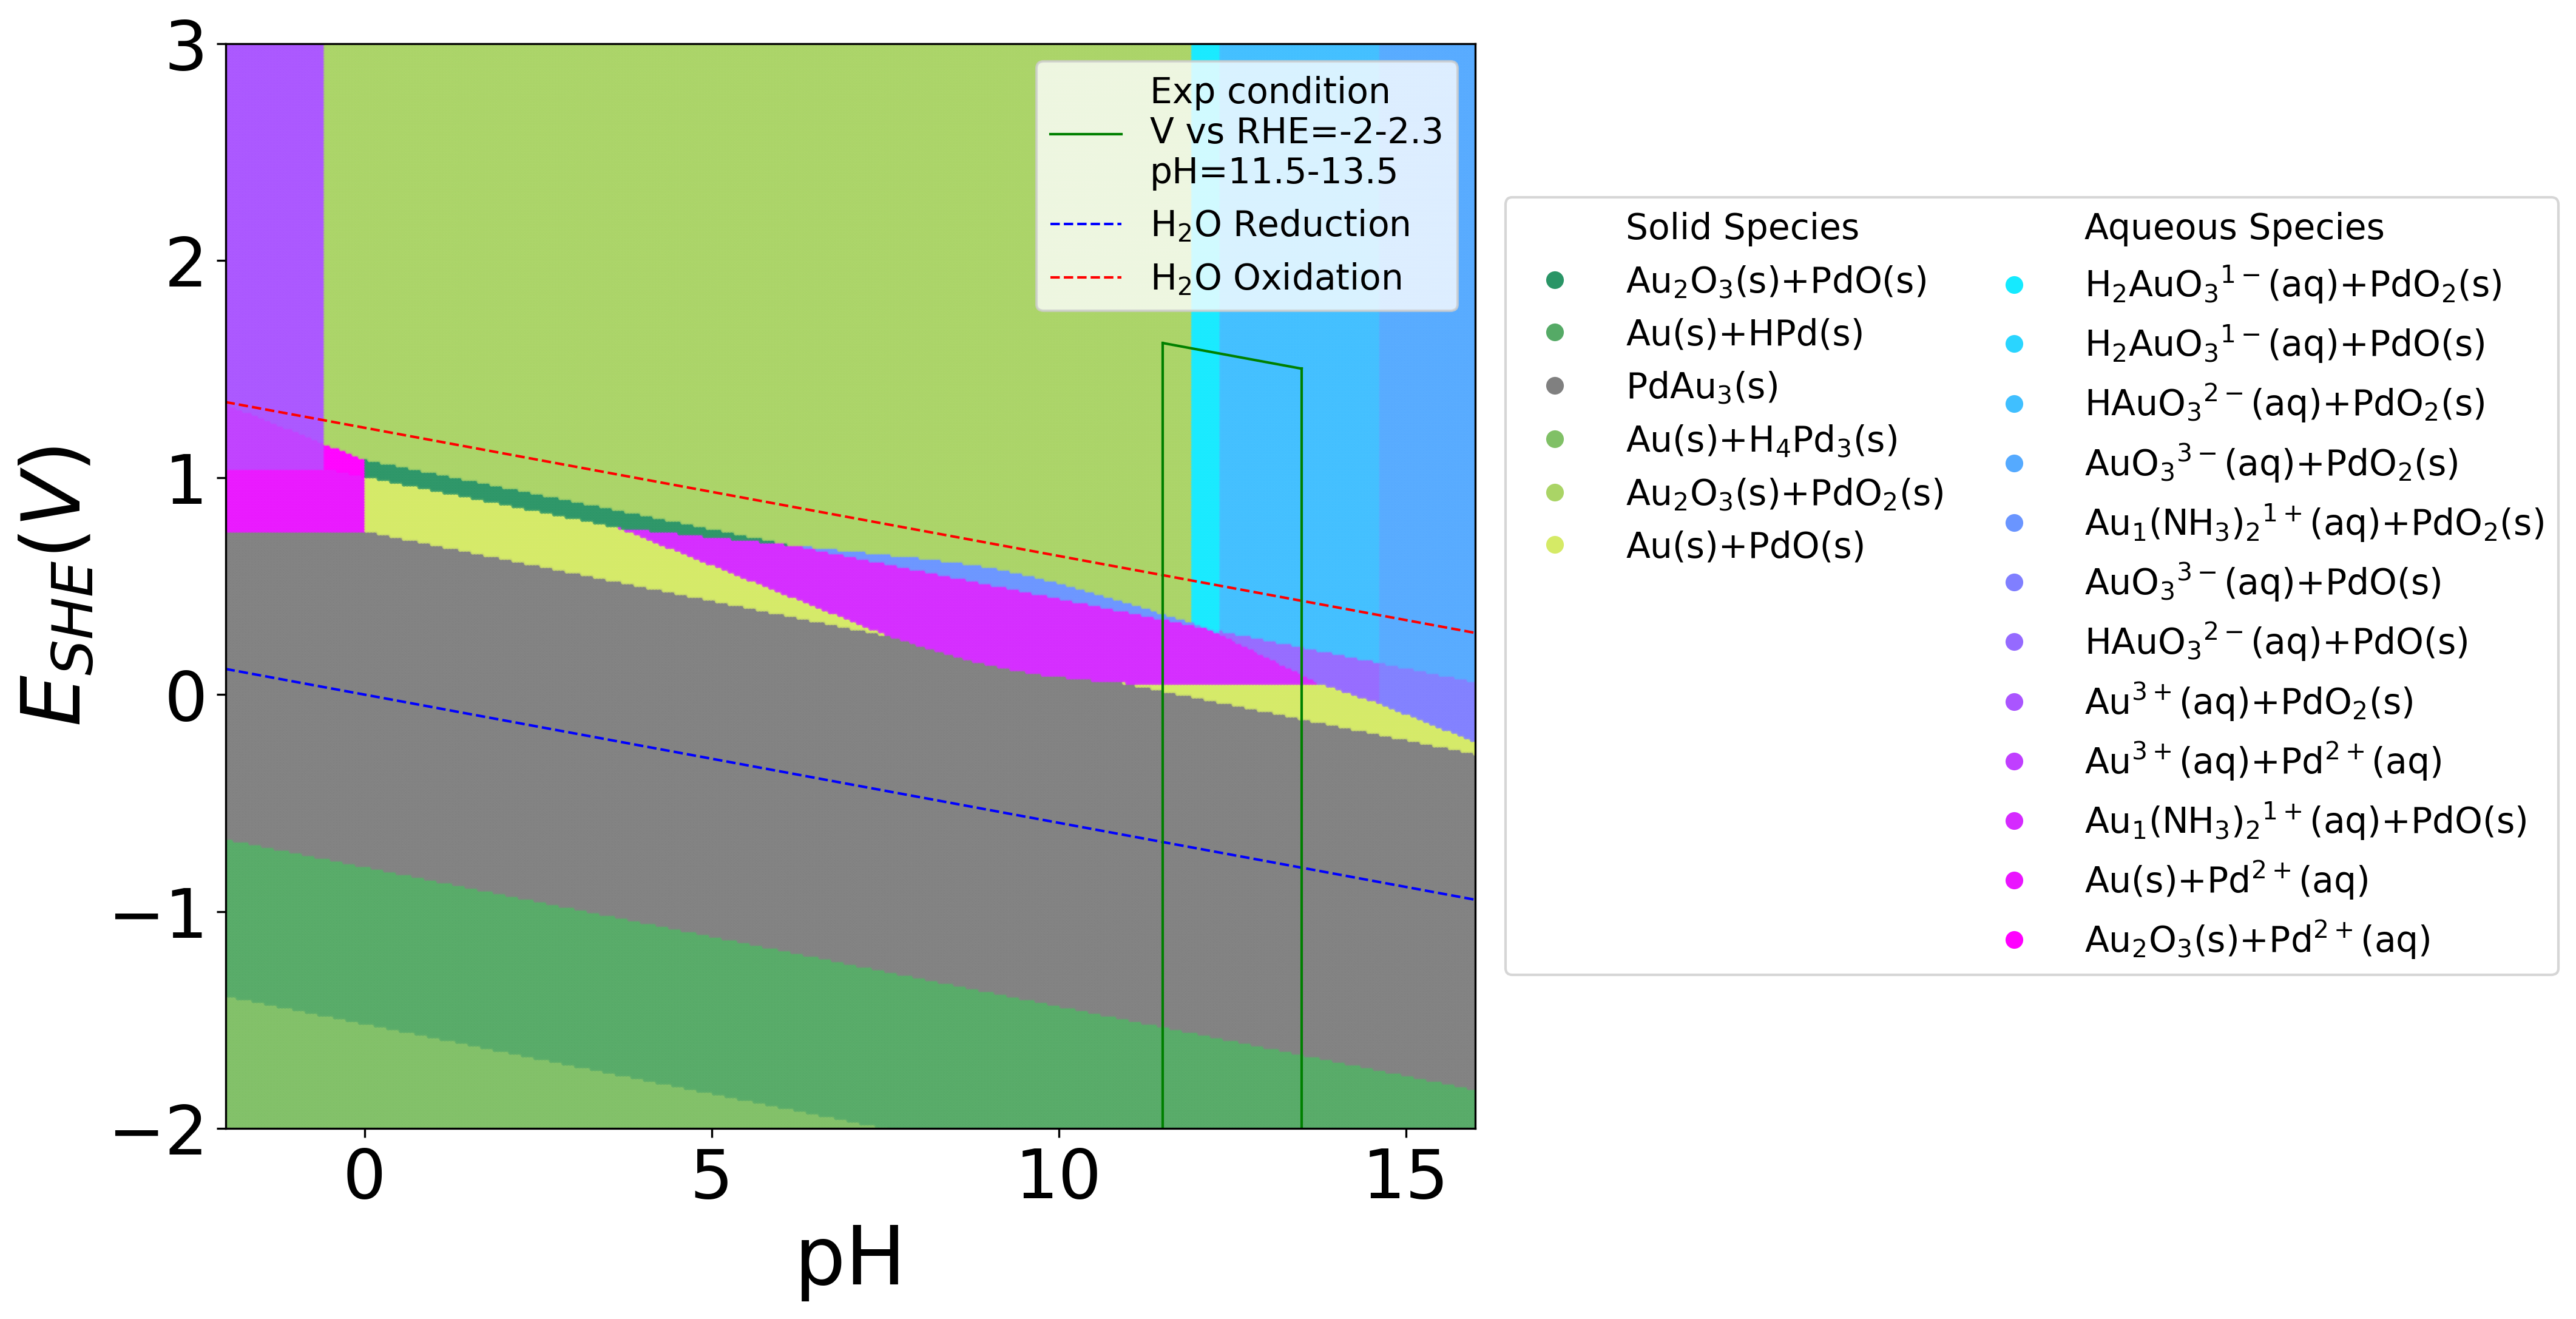 3
2
1
0
−1
−2
E_SHE(V)
0 5 10 15
pH
Exp condition
V vs RHE=-2-2.3
pH=11.5-13.5
H₂O Reduction
H₂O Oxidation
Solid Species
Au₂O₃(s)+PdO(s)
Au(s)+HPd(s)
PdAu₃(s)
Au(s)+H₄Pd₃(s)
Au₂O₃(s)+PdO₂(s)
Au(s)+PdO(s)
Aqueous Species
H₂AuO₃¹⁻(aq)+PdO₂(s)
H₂AuO₃¹⁻(aq)+PdO(s)
HAuO₃²⁻(aq)+PdO₂(s)
AuO₃³⁻(aq)+PdO₂(s)
Au₁(NH₃)₂¹⁺(aq)+PdO₂(s)
AuO₃³⁻(aq)+PdO(s)
HAuO₃²⁻(aq)+PdO(s)
Au³⁺(aq)+PdO₂(s)
Au³⁺(aq)+Pd²⁺(aq)
Au₁(NH₃)₂¹⁺(aq)+PdO(s)
Au(s)+Pd²⁺(aq)
Au₂O₃(s)+Pd²⁺(aq)